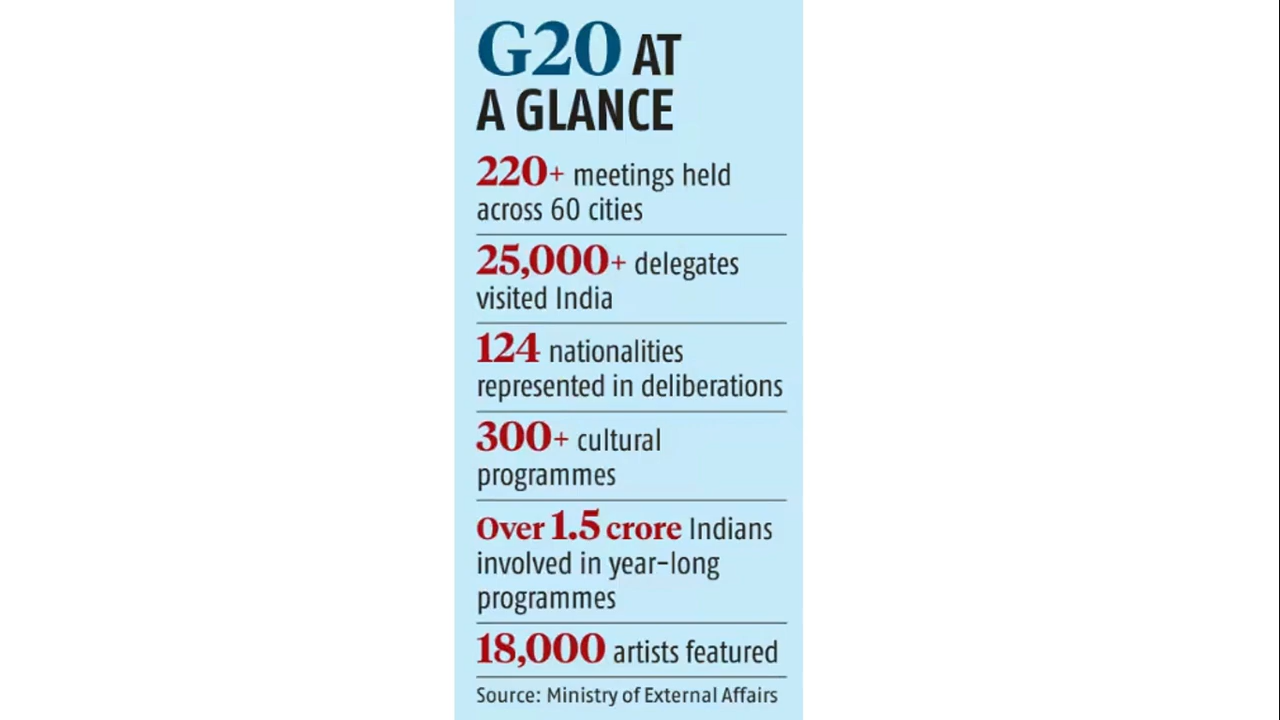 G20 AT
A GLANCE
220+ meetings held
across 60 cities
25,000+ delegates
visited India
124 nationalities
represented in deliberations
300+ cultural
programmes
Over 1.5 crore Indians
involved in year-long
programmes
18,000 artists featured
Source: Ministry of External Affairs